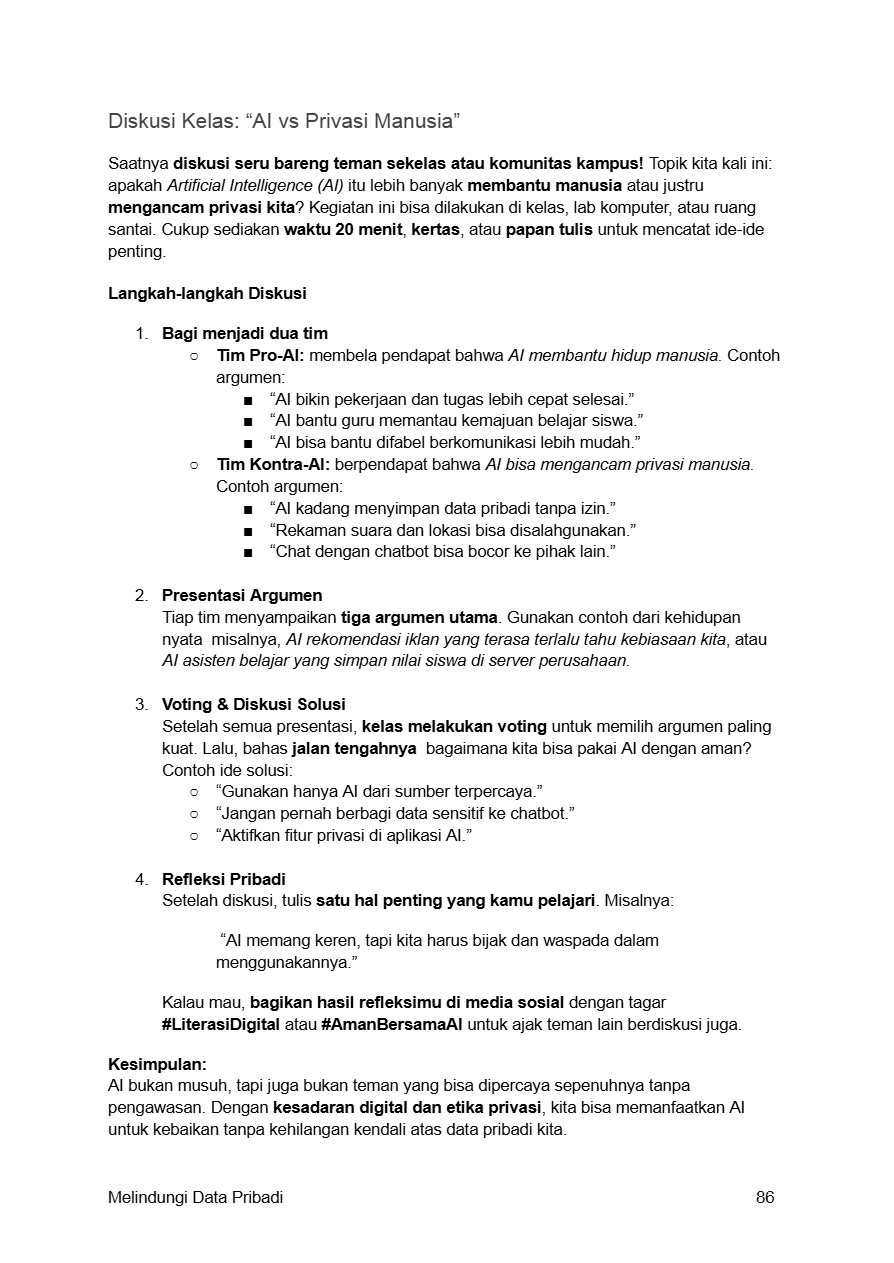 Diskusi Kelas: “AI vs Privasi Manusia”
Saatnya diskusi seru bareng teman sekelas atau komunitas kampus! Topik kita kali ini:
apakah Artificial Intelligence (AI) itu lebih banyak membantu manusia atau justru
mengancam privasi kita? Kegiatan ini bisa dilakukan di kelas, lab komputer, atau ruang
santai. Cukup sediakan waktu 20 menit, kertas, atau papan tulis untuk mencatat ide-ide
penting.
Langkah-langkah Diskusi
1. Bagi menjadi dua tim
○ Tim Pro-AI: membela pendapat bahwa AI membantu hidup manusia. Contoh
argumen:
■ “AI bikin pekerjaan dan tugas lebih cepat selesai.”
■ “AI bantu guru memantau kemajuan belajar siswa.”
■ “AI bisa bantu difabel berkomunikasi lebih mudah.”
○ Tim Kontra-AI: berpendapat bahwa AI bisa mengancam privasi manusia.
Contoh argumen:
■ “AI kadang menyimpan data pribadi tanpa izin.”
■ “Rekaman suara dan lokasi bisa disalahgunakan.”
■ “Chat dengan chatbot bisa bocor ke pihak lain.”
2. Presentasi Argumen
Tiap tim menyampaikan tiga argumen utama. Gunakan contoh dari kehidupan
nyata  misalnya, AI rekomendasi iklan yang terasa terlalu tahu kebiasaan kita, atau
AI asisten belajar yang simpan nilai siswa di server perusahaan.
3. Voting & Diskusi Solusi
Setelah semua presentasi, kelas melakukan voting untuk memilih argumen paling
kuat. Lalu, bahas jalan tengahnya  bagaimana kita bisa pakai AI dengan aman?
Contoh ide solusi:
○ “Gunakan hanya AI dari sumber terpercaya.”
○ “Jangan pernah berbagi data sensitif ke chatbot.”
○ “Aktifkan fitur privasi di aplikasi AI.”
4. Refleksi Pribadi
Setelah diskusi, tulis satu hal penting yang kamu pelajari. Misalnya:
“AI memang keren, tapi kita harus bijak dan waspada dalam
menggunakannya.”
Kalau mau, bagikan hasil refleksimu di media sosial dengan tagar
#LiterasiDigital atau #AmanBersamaAI untuk ajak teman lain berdiskusi juga.
Kesimpulan:
AI bukan musuh, tapi juga bukan teman yang bisa dipercaya sepenuhnya tanpa
pengawasan. Dengan kesadaran digital dan etika privasi, kita bisa memanfaatkan AI
untuk kebaikan tanpa kehilangan kendali atas data pribadi kita.
Melindungi Data Pribadi 86